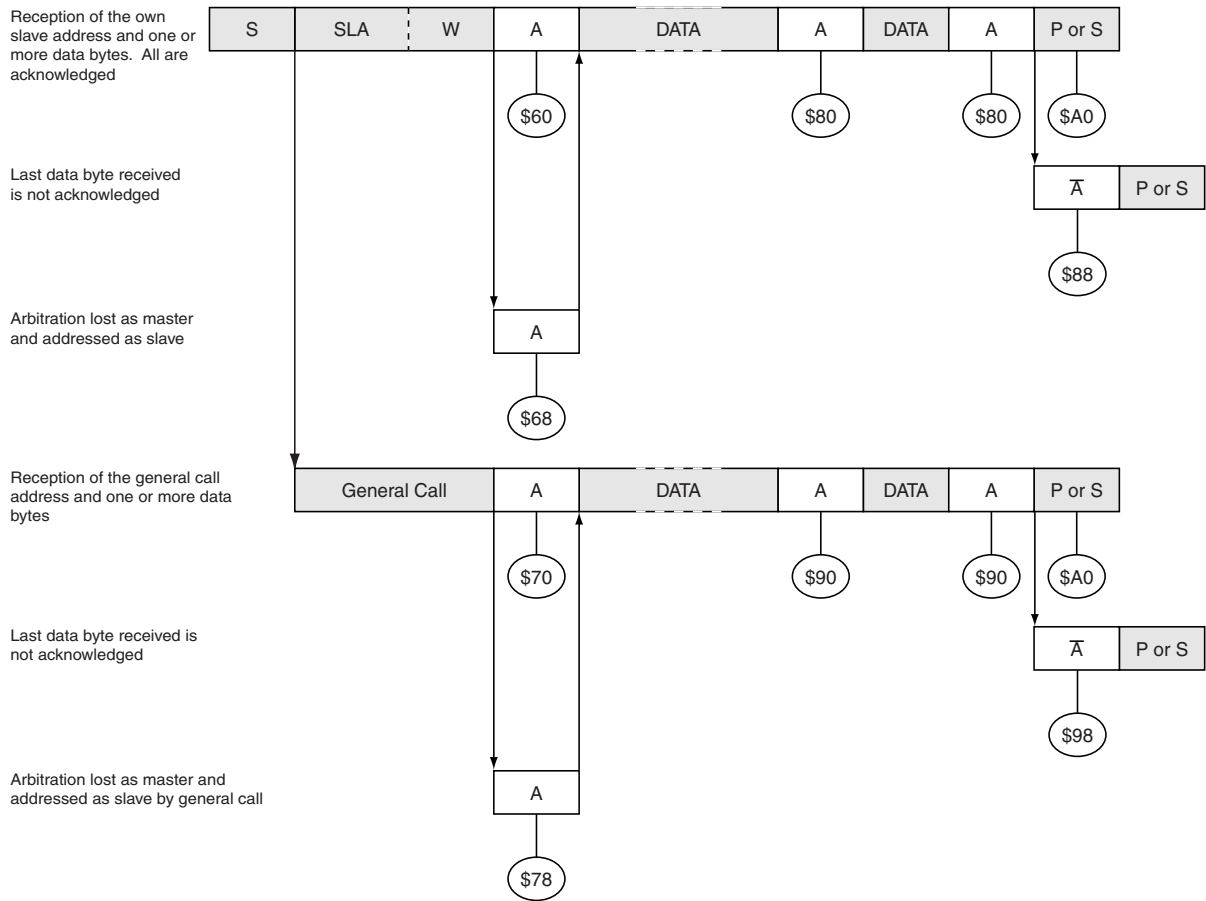 Reception of the own
slave address and one or
more data bytes. All are
acknowledged
S SLA W A DATA A DATA A P or S
$60 $80 $80 $A0
Last data byte received
is not acknowledged
A̅ P or S
$88
Arbitration lost as master
and addressed as slave
A
$68
Reception of the general call
address and one or more data
bytes
General Call A DATA A DATA A P or S
$70 $90 $90 $A0
Last data byte received is
not acknowledged
A̅ P or S
$98
Arbitration lost as master and
addressed as slave by general call
A
$78